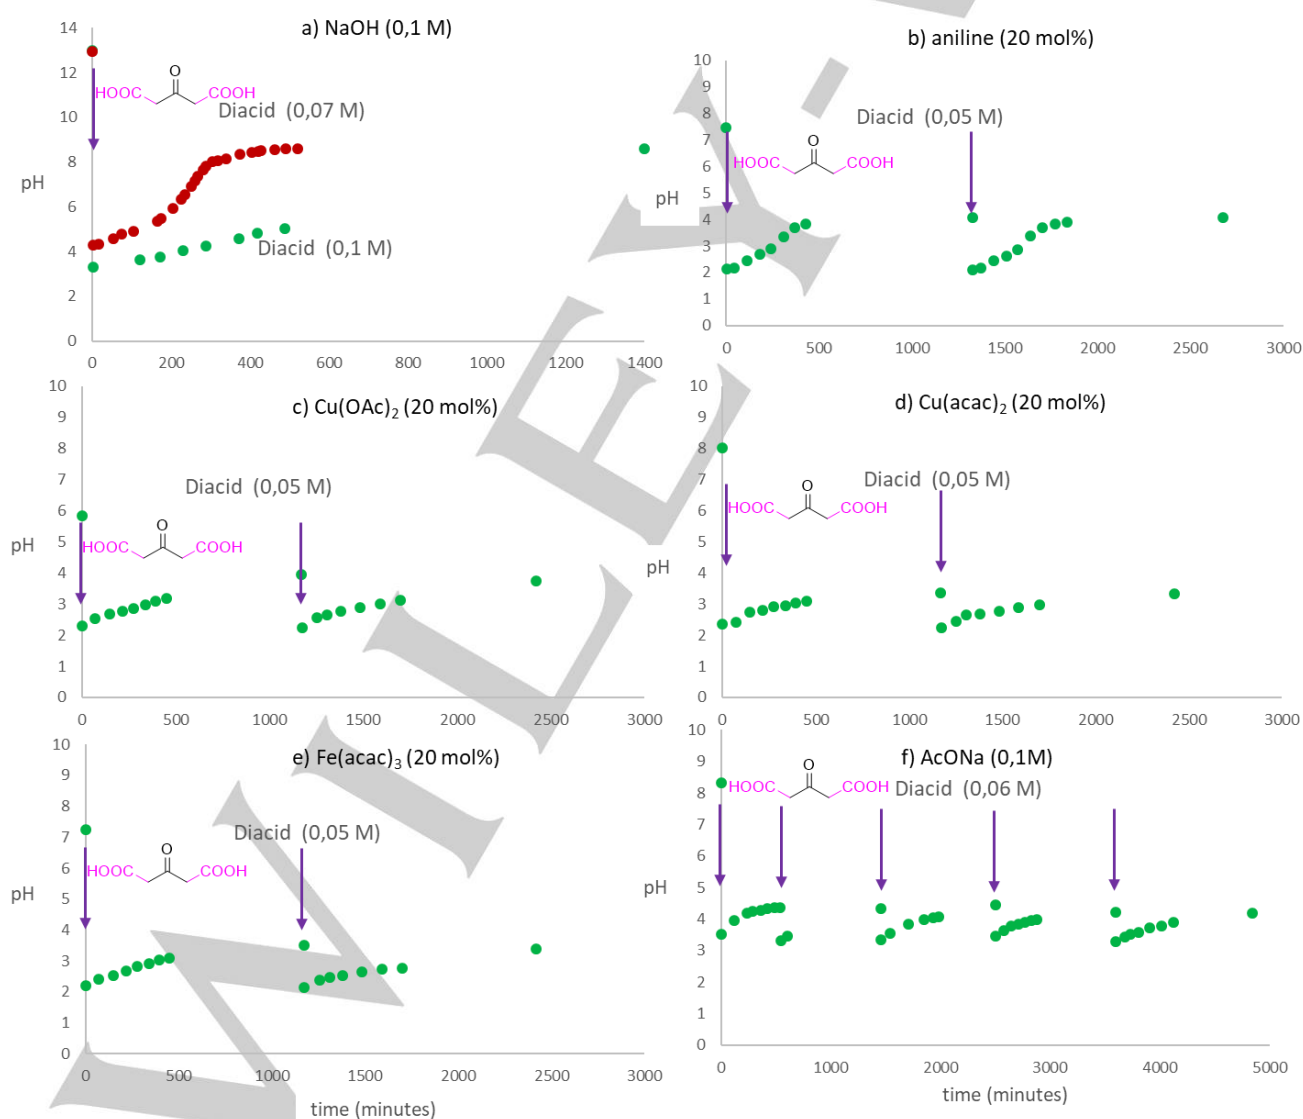 a) NaOH (0,1 M)
14
12
10
8
6
4
2
0
pH
O
HOOC
COOH
Diacid (0,07 M)
Diacid (0,1 M)
0
200
400
600
800
1000
1200
1400
b) aniline (20 mol%)
10
9
8
7
6
5
4
3
2
1
0
pH
Diacid (0,05 M)
O
HOOC
COOH
0
500
1000
1500
2000
2500
3000
c) Cu(OAc)2 (20 mol%)
10
9
8
7
6
5
4
3
2
1
0
pH
Diacid (0,05 M)
O
HOOC
COOH
0
500
1000
1500
2000
2500
3000
d) Cu(acac)2 (20 mol%)
10
9
8
7
6
5
4
3
2
1
0
pH
Diacid (0,05 M)
O
HOOC
COOH
0
500
1000
1500
2000
2500
3000
e) Fe(acac)3 (20 mol%)
10
9
8
7
6
5
4
3
2
1
0
pH
Diacid (0,05 M)
O
HOOC
COOH
0
500
1000
1500
2000
2500
3000
time (minutes)
f) AcONa (0,1M)
10
9
8
7
6
5
4
3
2
1
0
pH
O
HOOC
COOH
Diacid (0,06 M)
0
1000
2000
3000
4000
5000
time (minutes)
WILEY-